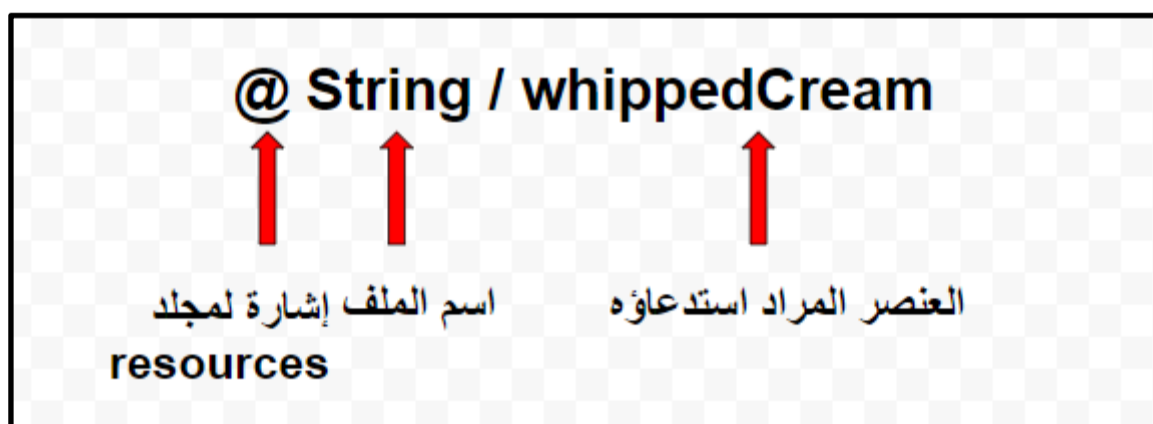 @ String / whippedCream
العنصر المراد استدعاؤه
اسم الملف
إشارة لمجلد
resources